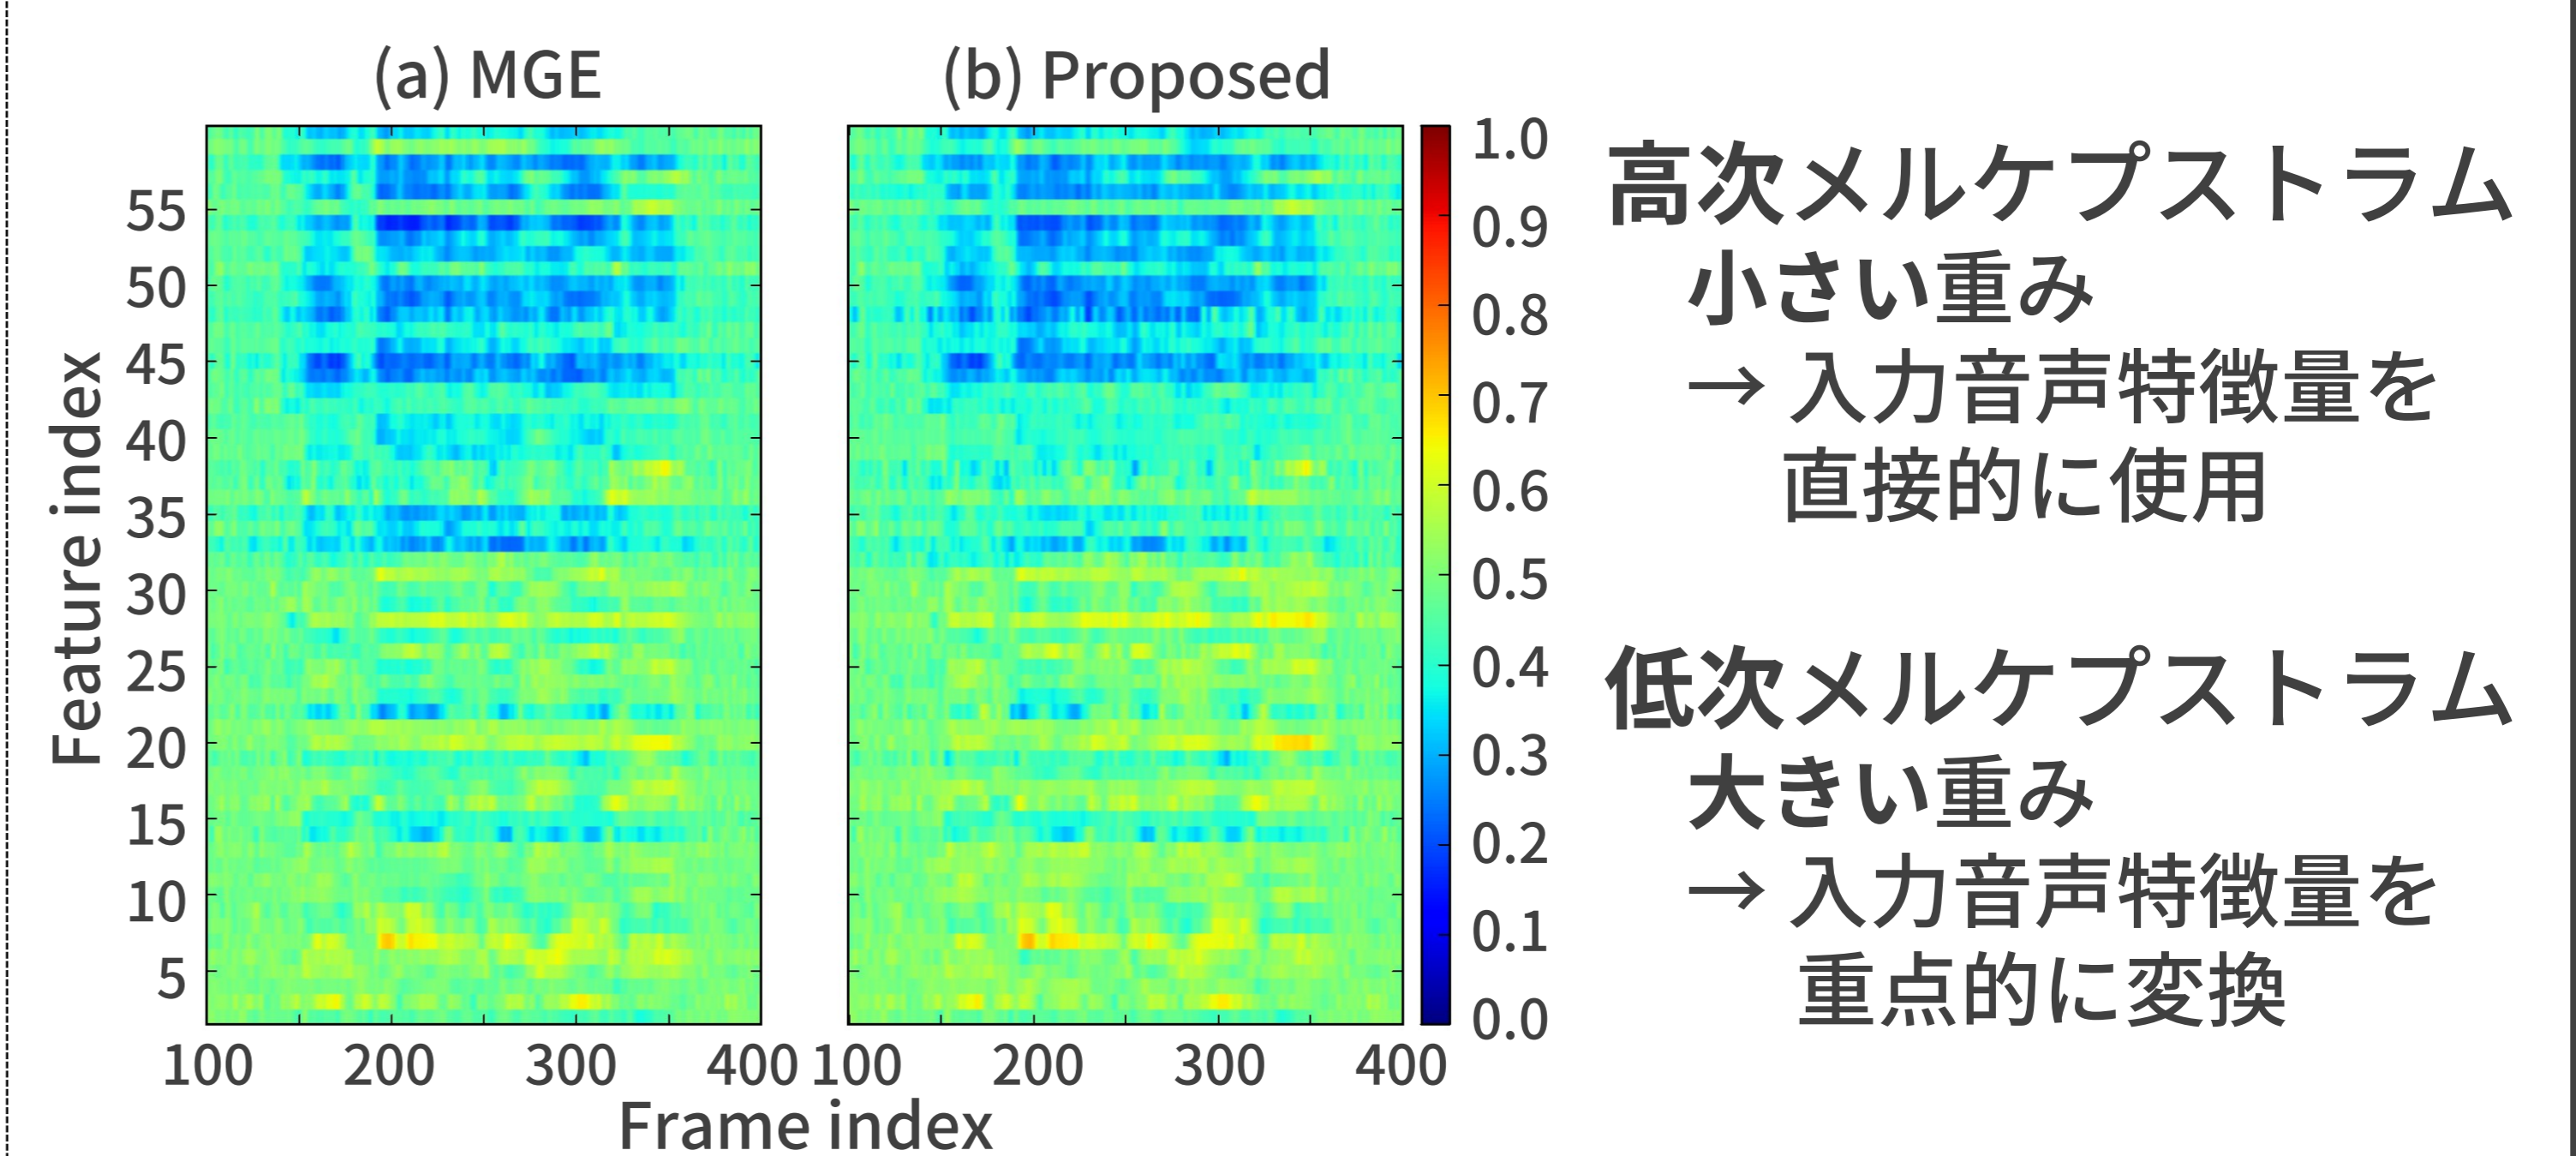 (a) MGE
(b) Proposed
Feature index
55
50
45
40
35
30
25
20
15
10
5
100 200 300 400
100 200 300 400
Frame index
1.0
0.9
0.8
0.7
0.6
0.5
0.4
0.3
0.2
0.1
0.0
高次メルケプストラム
小さい重み
→ 入力音声特徴量を
直接的に使用
低次メルケプストラム
大きい重み
→ 入力音声特徴量を
重点的に変換